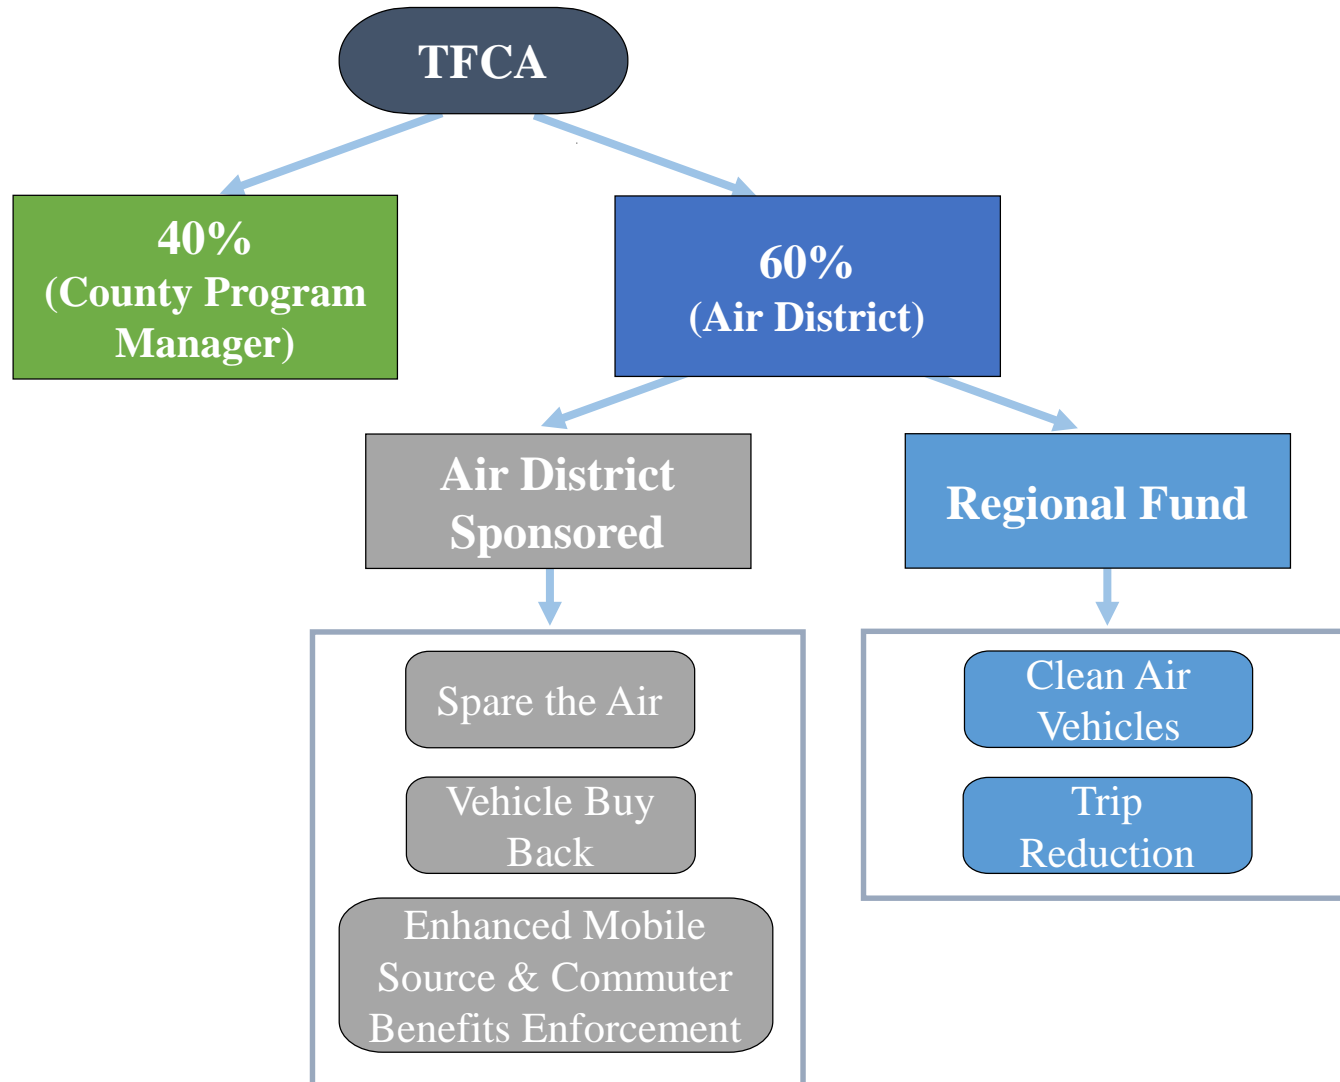 TFCA
40%
(County Program
Manager)
60%
(Air District)
Air District
Sponsored
Regional Fund
Spare the Air
Vehicle Buy
Back
Enhanced Mobile
Source & Commuter
Benefits Enforcement
Clean Air
Vehicles
Trip
Reduction